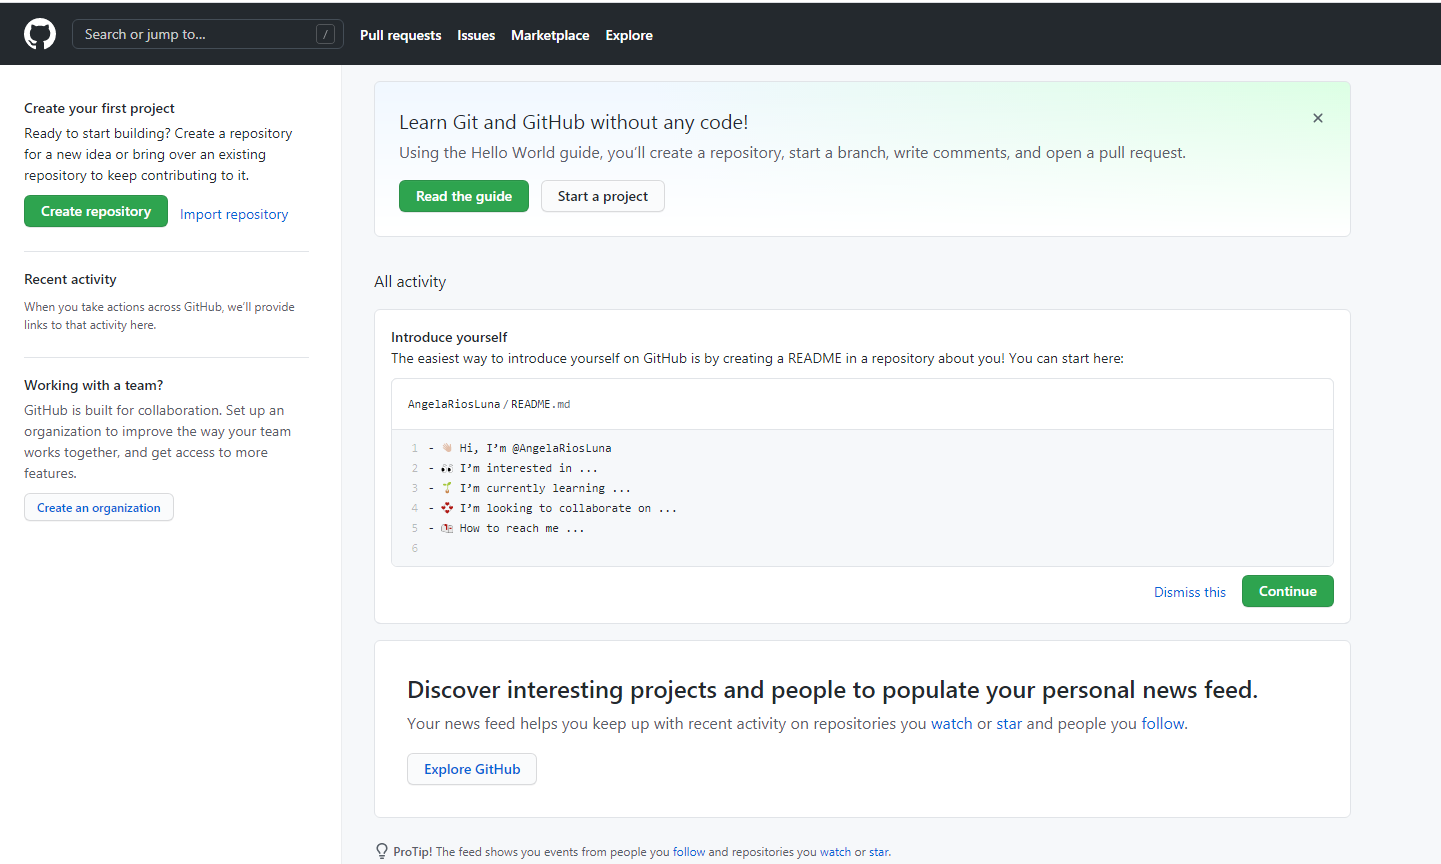 Search or jump to...
/
Pull requests
Issues
Marketplace
Explore
Create your first project
Ready to start building? Create a repository
for a new idea or bring over an existing
repository to keep contributing to it.
Create repository
Import repository
Recent activity
When you take actions across GitHub, we’ll provide
links to that activity here.
Working with a team?
GitHub is built for collaboration. Set up an
organization to improve the way your team
works together, and get access to more
features.
Create an organization
Learn Git and GitHub without any code!
Using the Hello World guide, you’ll create a repository, start a branch, write comments, and open a pull request.
Read the guide
Start a project
All activity
Introduce yourself
The easiest way to introduce yourself on GitHub is by creating a README in a repository about you! You can start here:
AngelaRiosLuna/README.md
1 - 👋🏼 Hi, I’m @AngelaRiosLuna
2 - 👀 I’m interested in ...
3 - 🌱 I’m currently learning ...
4 - 💞 I’m looking to collaborate on ...
5 - 📫 How to reach me ...
6
Dismiss this
Continue
Discover interesting projects and people to populate your personal news feed.
Your news feed helps you keep up with recent activity on repositories you watch or star and people you follow.
Explore GitHub
ProTip! The feed shows you events from people you follow and repositories you watch or star.